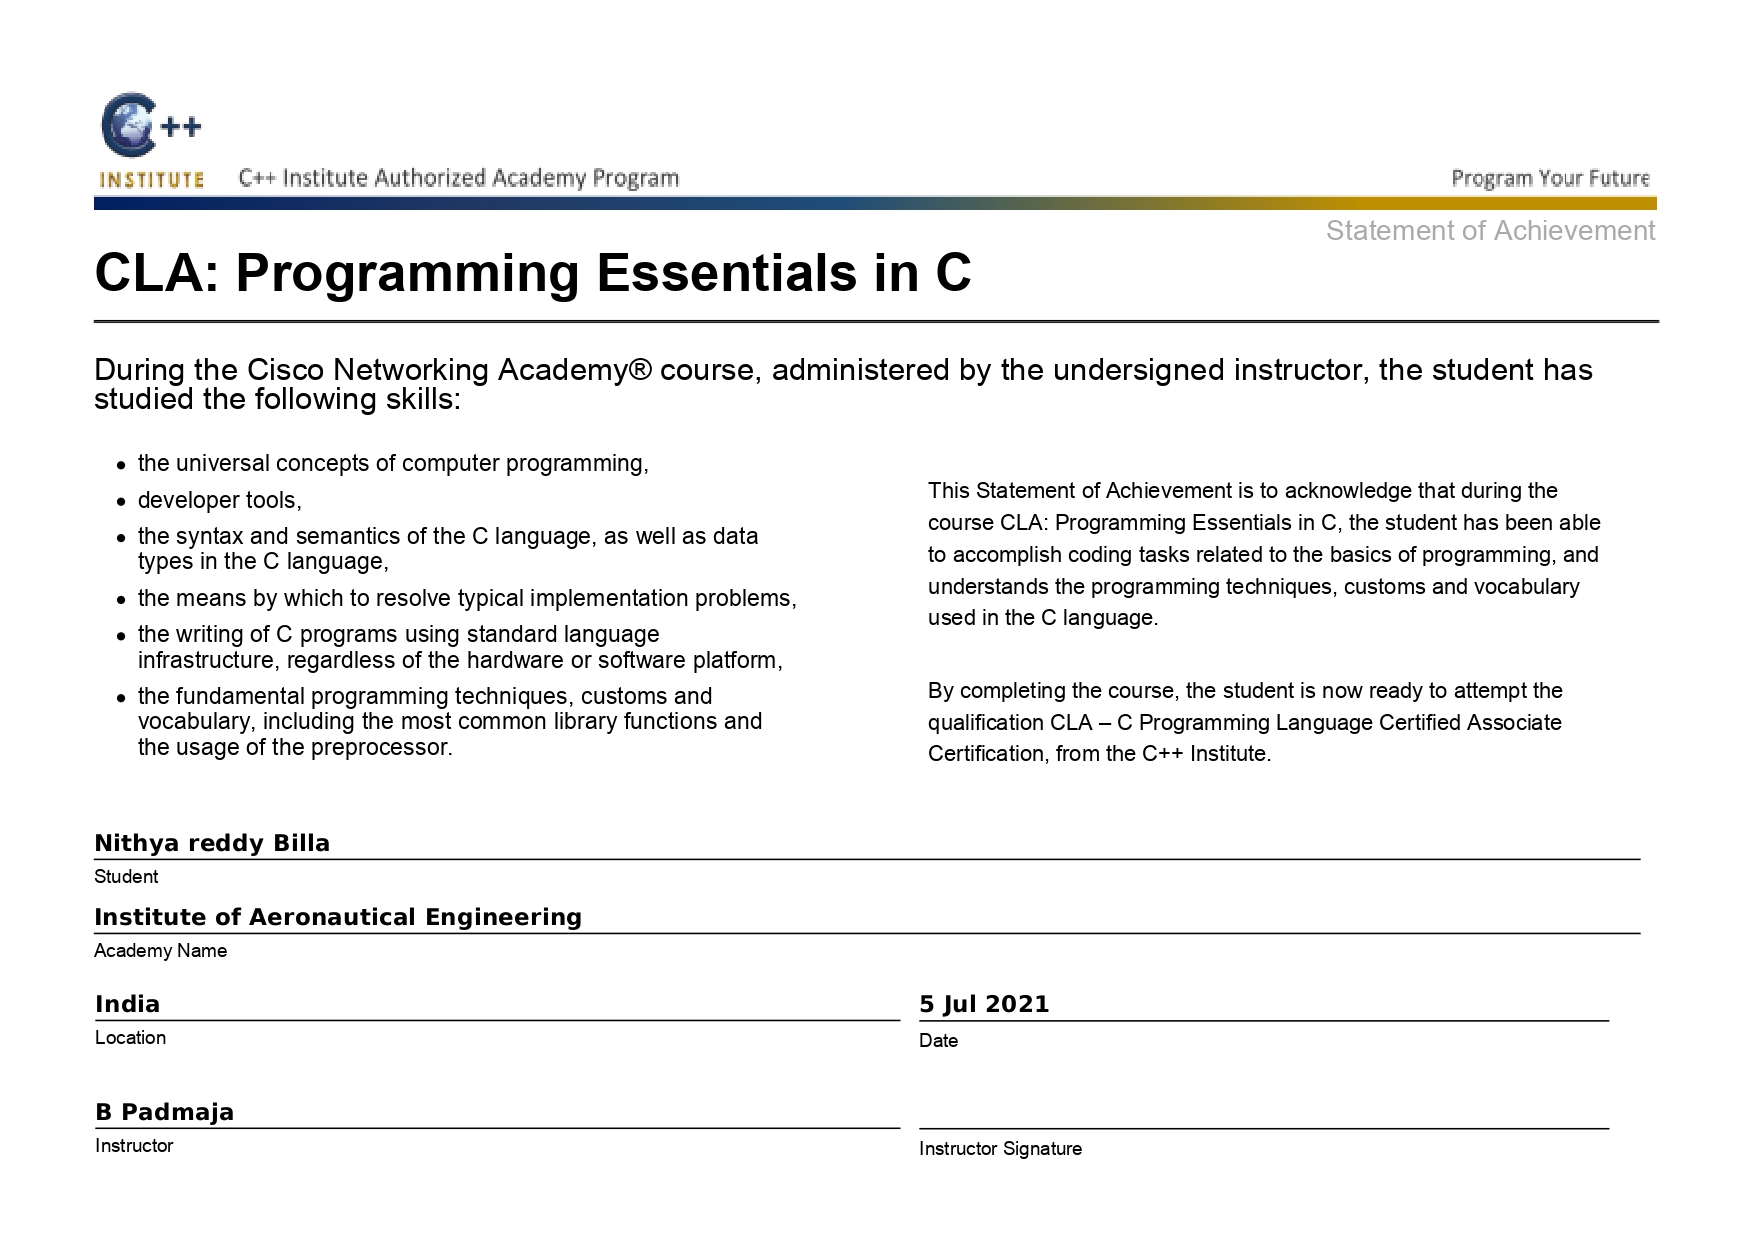 C++
INSTITUTE
C++ Institute Authorized Academy Program
Program Your Future
Statement of Achievement
CLA: Programming Essentials in C
During the Cisco Networking Academy® course, administered by the undersigned instructor, the student has
studied the following skills:
• the universal concepts of computer programming,
• developer tools,
• the syntax and semantics of the C language, as well as data
types in the C language,
• the means by which to resolve typical implementation problems,
• the writing of C programs using standard language
infrastructure, regardless of the hardware or software platform,
• the fundamental programming techniques, customs and
vocabulary, including the most common library functions and
the usage of the preprocessor.
This Statement of Achievement is to acknowledge that during the
course CLA: Programming Essentials in C, the student has been able
to accomplish coding tasks related to the basics of programming, and
understands the programming techniques, customs and vocabulary
used in the C language.
By completing the course, the student is now ready to attempt the
qualification CLA – C Programming Language Certified Associate
Certification, from the C++ Institute.
Nithya reddy Billa
Student
Institute of Aeronautical Engineering
Academy Name
India
Location
5 Jul 2021
Date
B Padmaja
Instructor
Instructor Signature